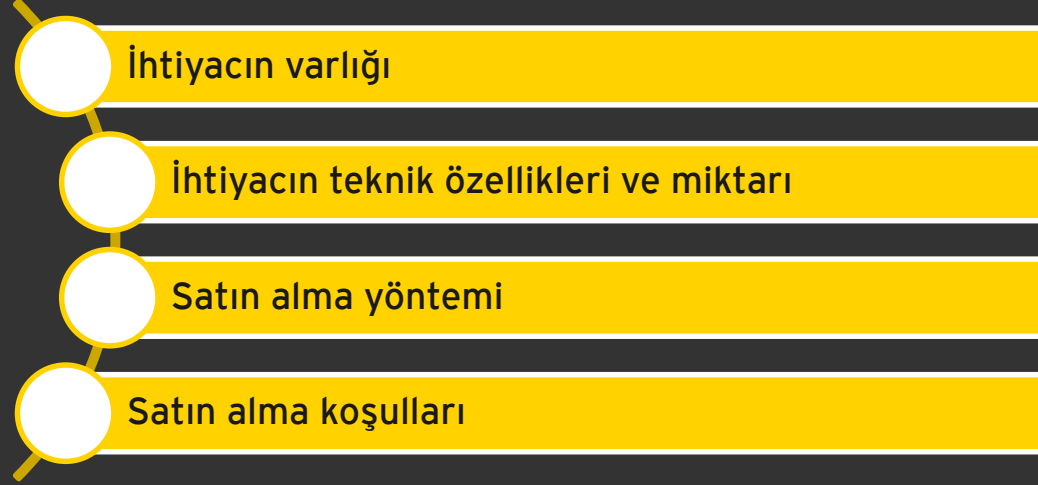 İhtiyacın varlığı
İhtiyacın teknik özellikleri ve miktarı
Satın alma yöntemi
Satın alma koşulları